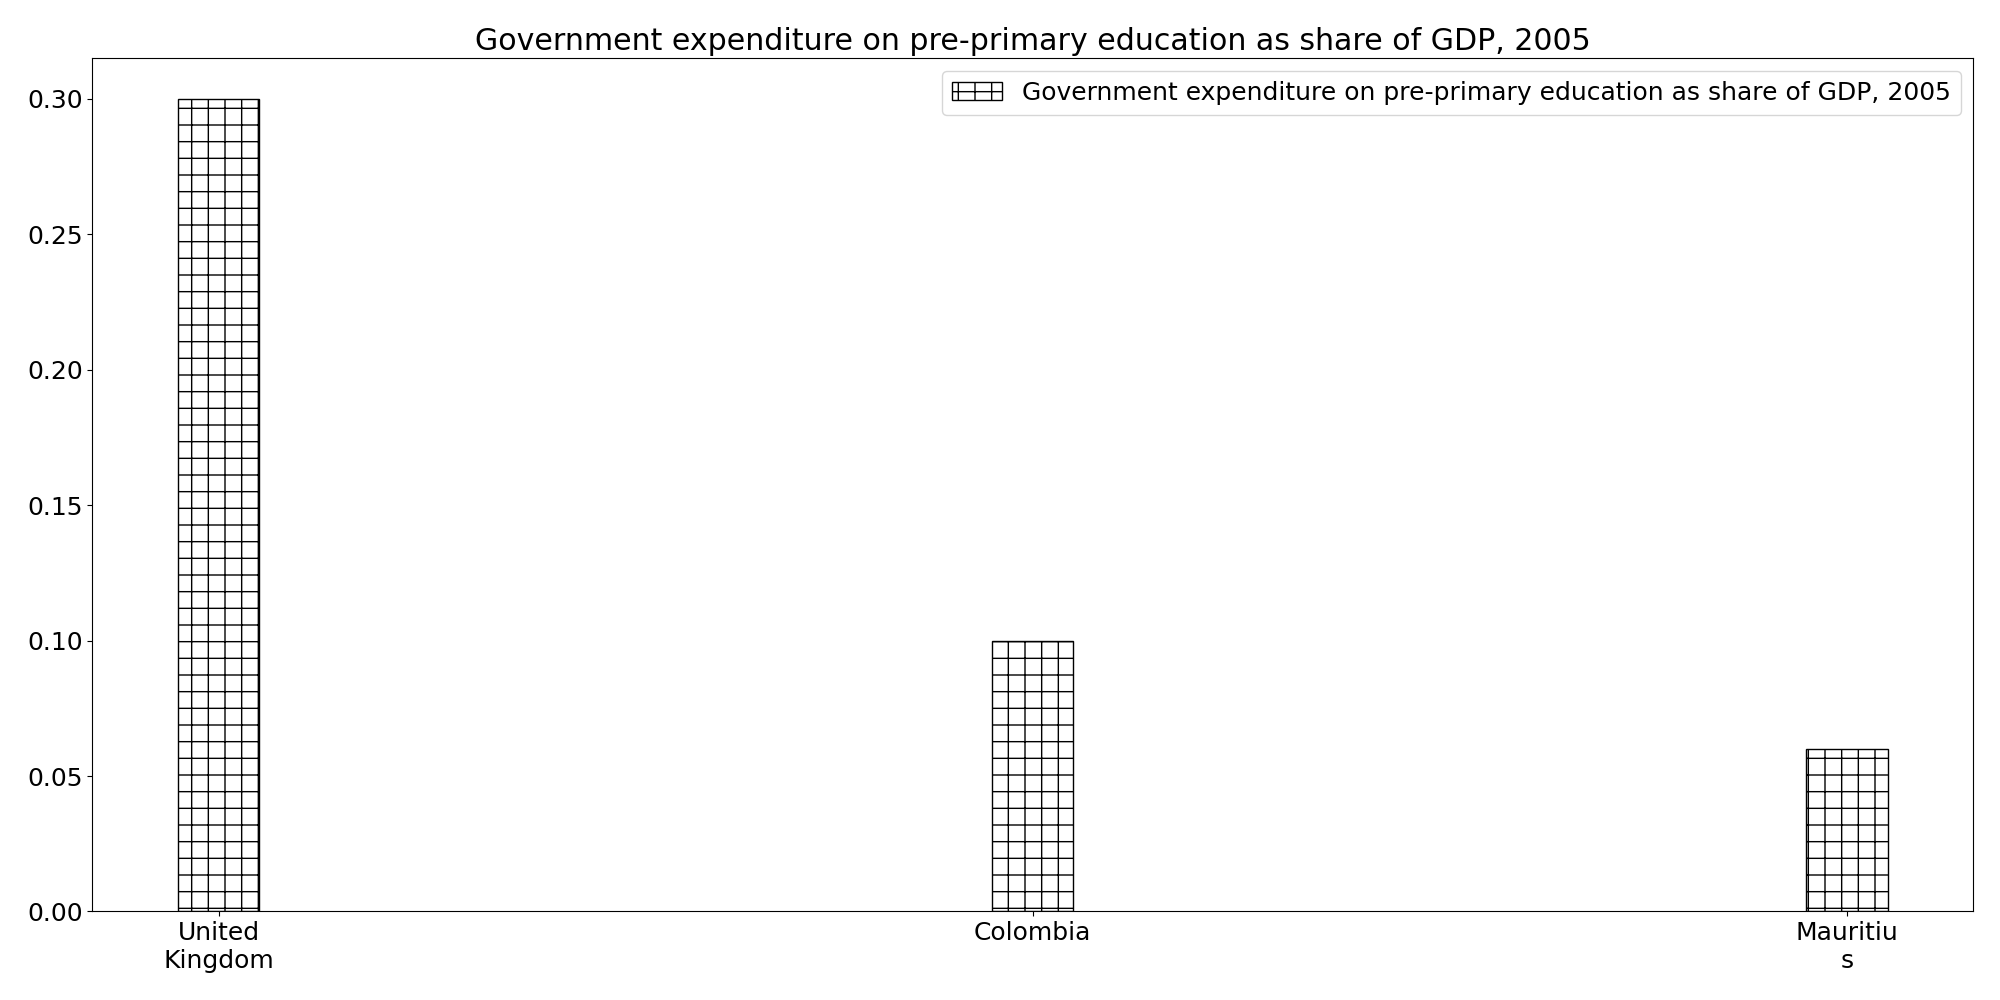 Government expenditure on pre-primary education as share of GDP, 2005
Government expenditure on pre-primary education as share of GDP, 2005
0.30
0.25
0.20
0.15
0.10
0.05
0.00
United
Kingdom
Colombia
Mauritiu
s